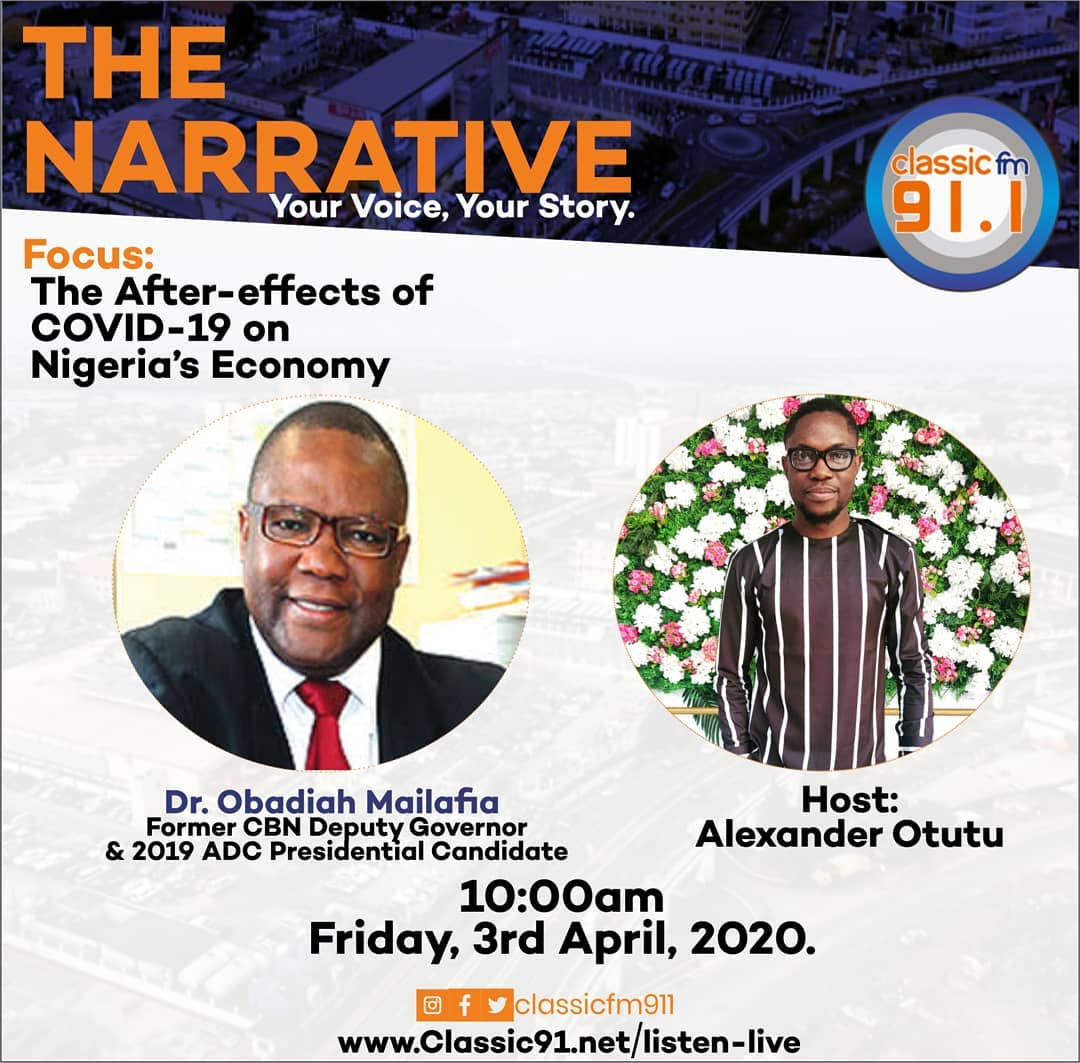 THE
NARRATIVE
Your Voice, Your Story.
classic fm
91.1
Focus:
The After-effects of
COVID-19 on
Nigeria's Economy
Dr. Obadiah Mailafia
Former CBN Deputy Governor
& 2019 ADC Presidential Candidate
Host:
Alexander Otutu
10:00am
Friday, 3rd April, 2020.
classicfm911
www.Classic91.net/listen-live